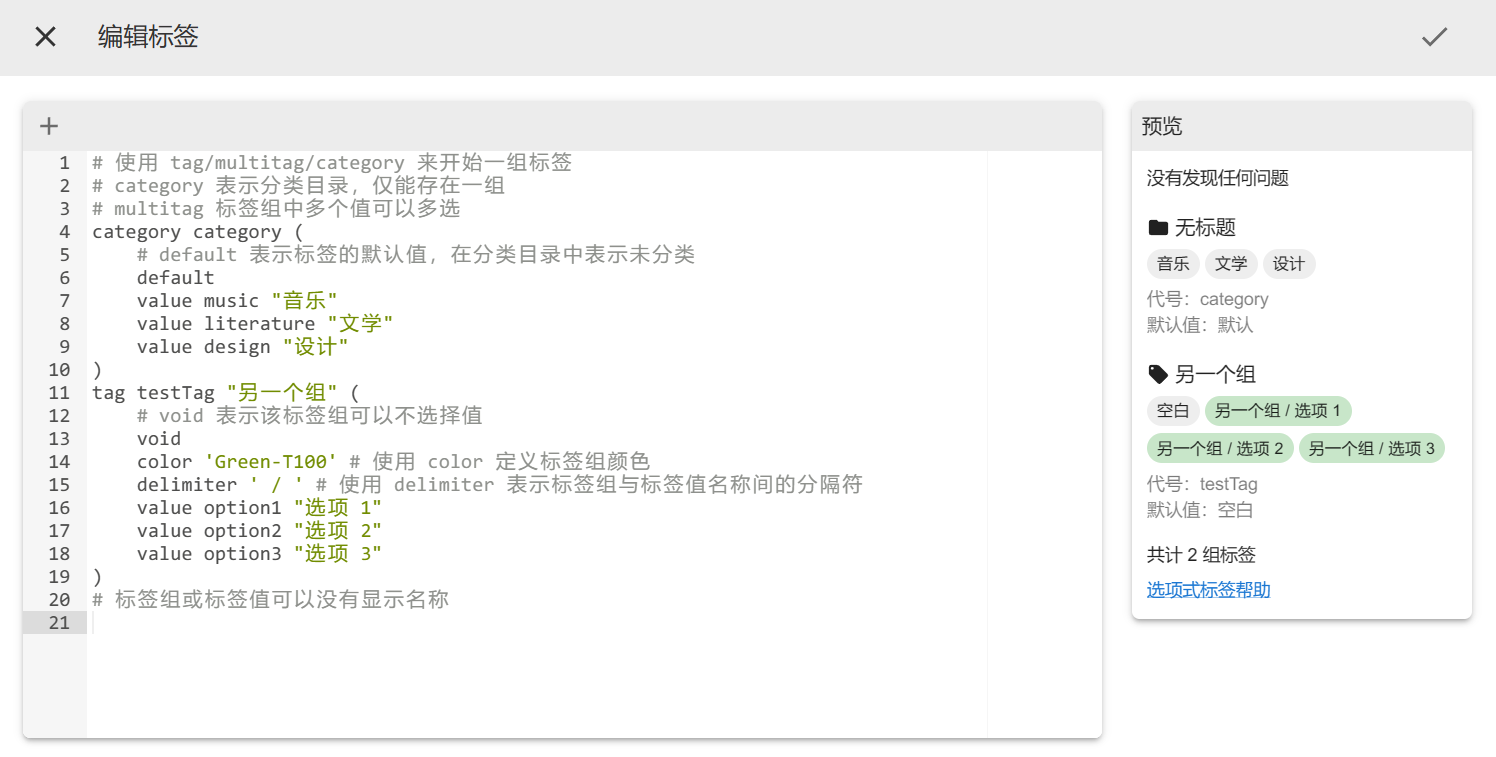 编辑标签
1 # 使用 tag/multitag/category 来开始一组标签
2 # category 表示分类目录，仅能存在一组
3 # multitag 标签组中多个值可以多选
4 category category (
5     # default 表示标签的默认值，在分类目录中表示未分类
6     default
7     value music "音乐"
8     value literature "文学"
9     value design "设计"
10 )
11 tag testTag "另一个组" (
12     # void 表示该标签组可以不选择值
13     void
14     color 'Green-T100' # 使用 color 定义标签组颜色
15     delimiter ' / ' # 使用 delimiter 表示标签组与标签值名称间的分隔符
16     value option1 "选项 1"
17     value option2 "选项 2"
18     value option3 "选项 3"
19 )
20 # 标签组或标签值可以没有显示名称
21
预览
没有发现任何问题
无标题
音乐 文学 设计
代号：category
默认值：默认
另一个组
空白 另一个组 / 选项 1
另一个组 / 选项 2 另一个组 / 选项 3
代号：testTag
默认值：空白
共计 2 组标签
选项式标签帮助